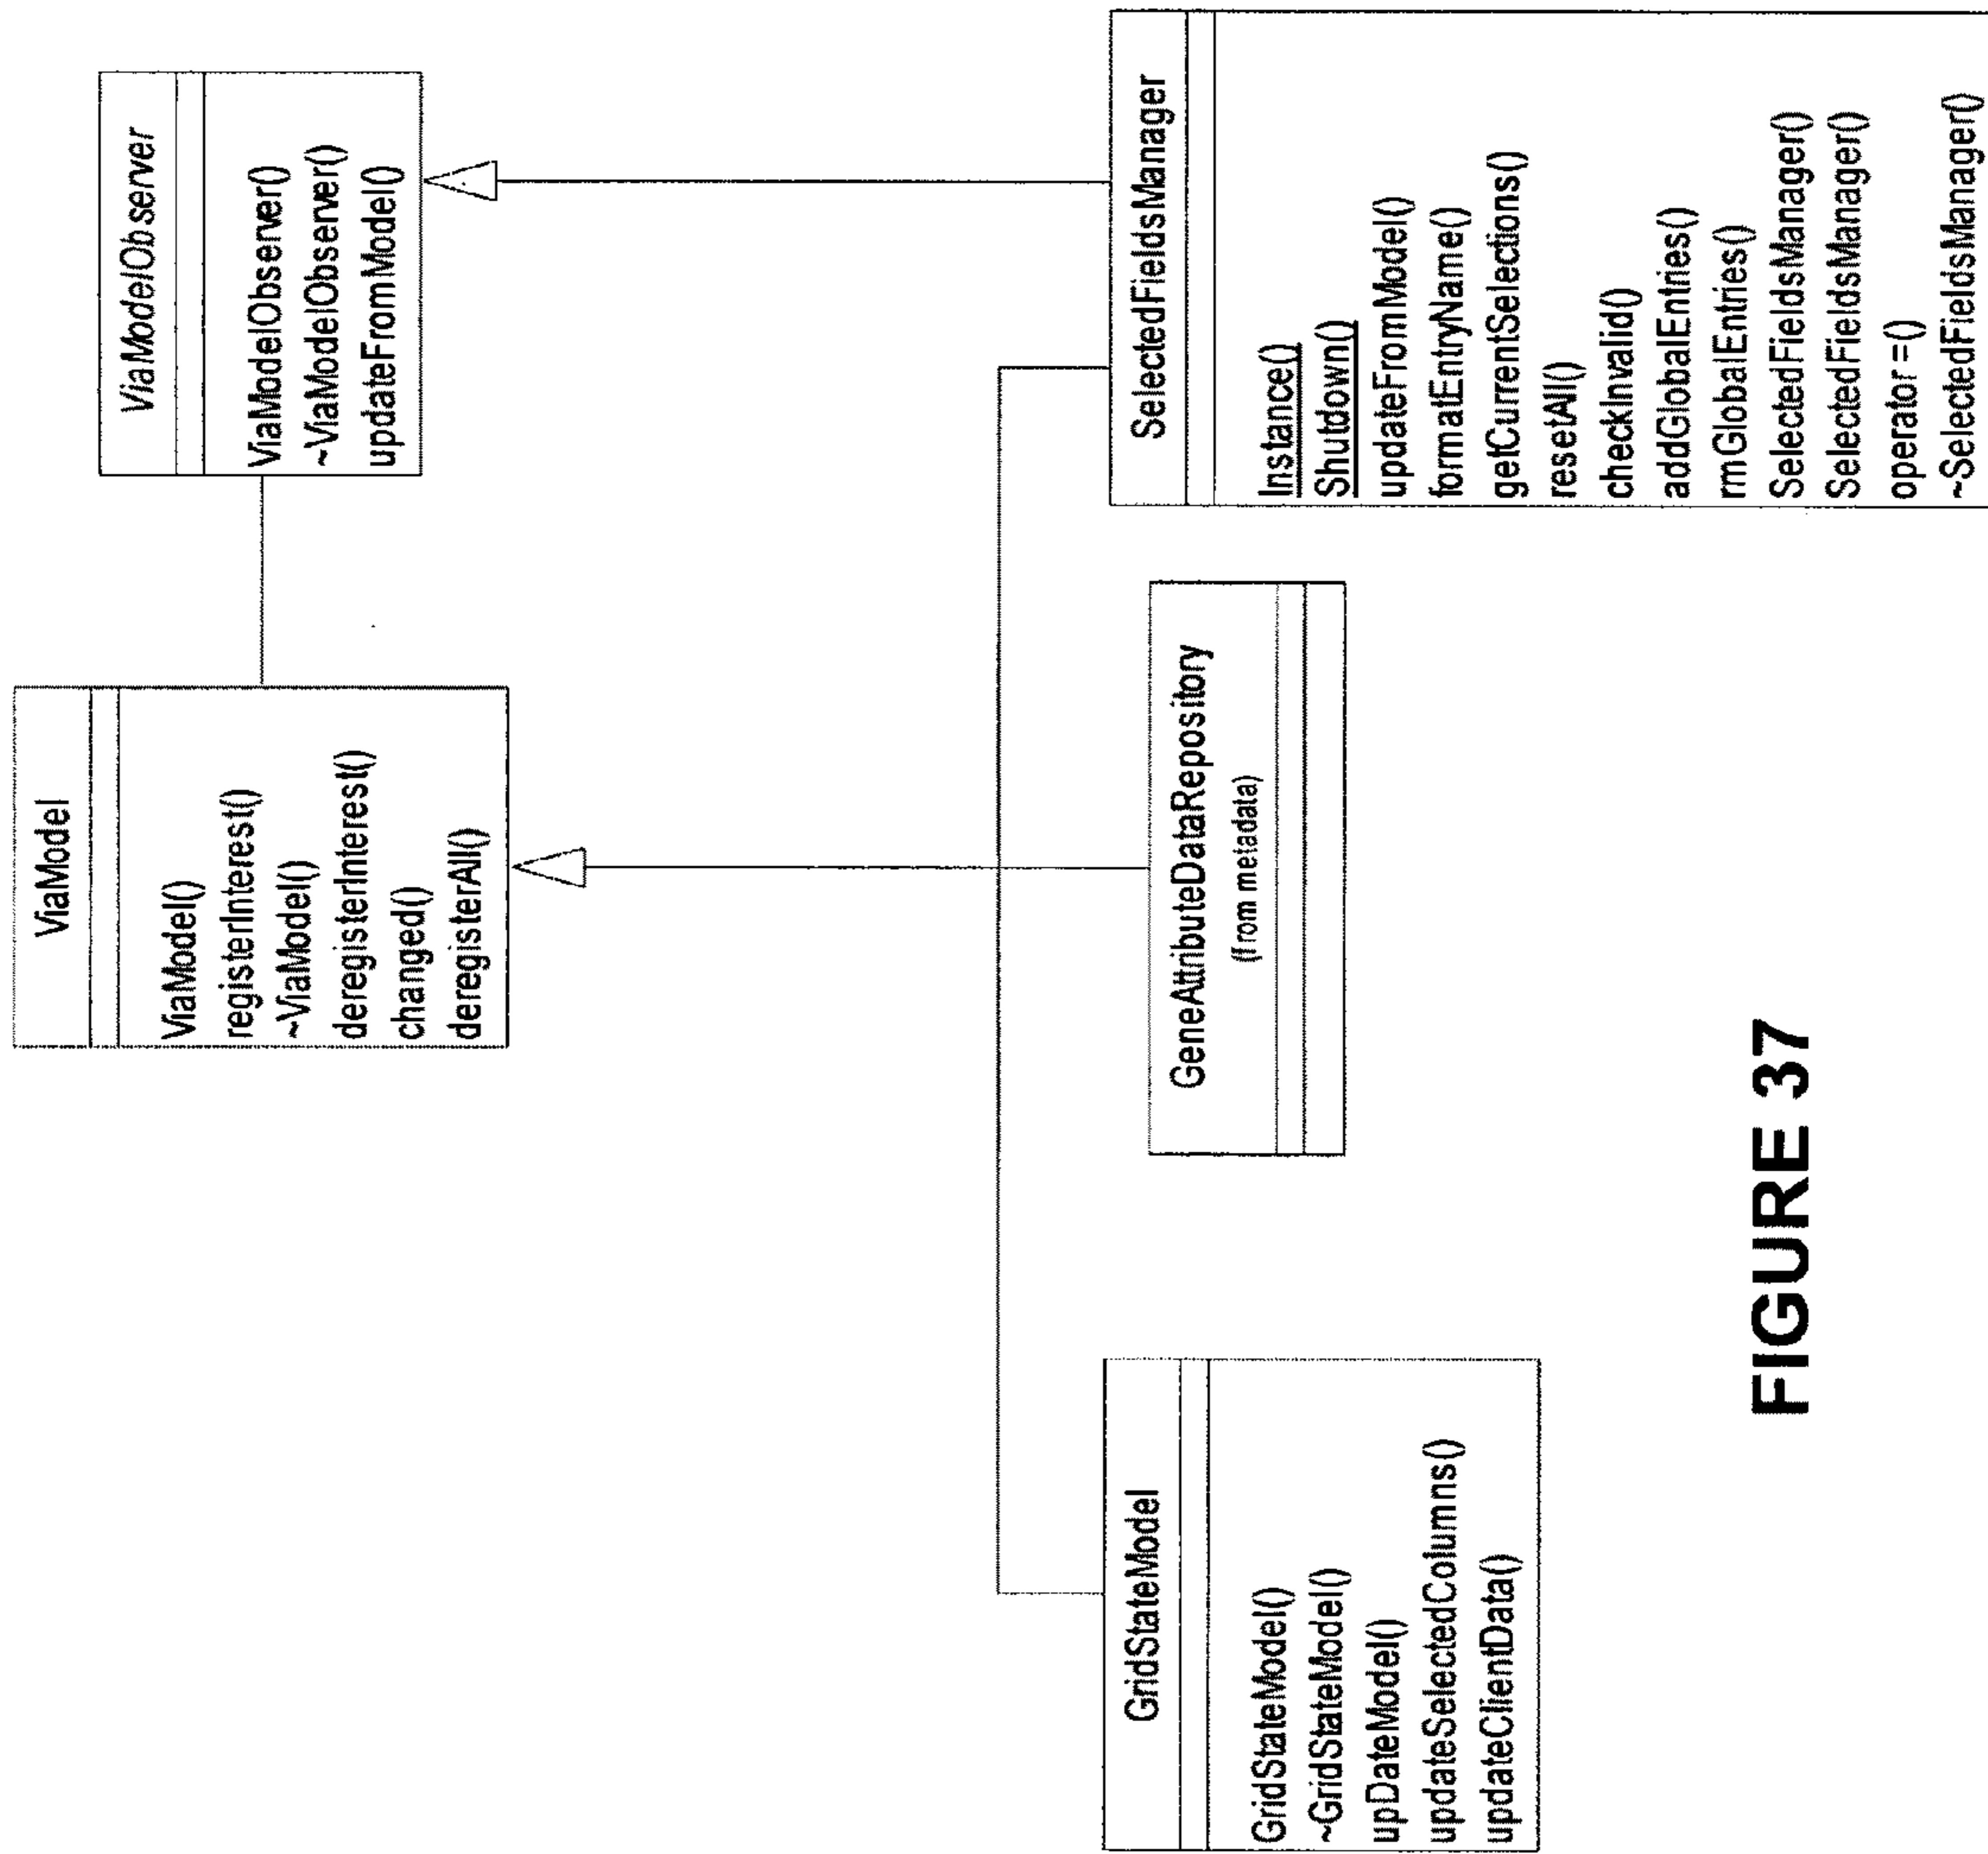 ViaModel
ViaModel()
registerInterest()
~ViaModel()
deregisterInterest()
changed()
deregisterAll()
ViaModelObserver
ViaModelObserver()
~ViaModelObserver()
updateFromModel()
GridStateModel
GridStateModel()
~GridStateModel()
upDateModel()
updateSelectedColumns()
updateClientData()
GeneAttributeDataRepository
(from metadata)
SelectedFieldsManager
Instance()
Shutdown()
updateFromModel()
formatEntryName()
getCurrentSelections()
resetAll()
checkInvalid()
addGlobalEntries()
rmGlobalEntries()
SelectedFieldsManager()
SelectedFieldsManager()
operator =()
~SelectedFieldsManager()
FIGURE 37